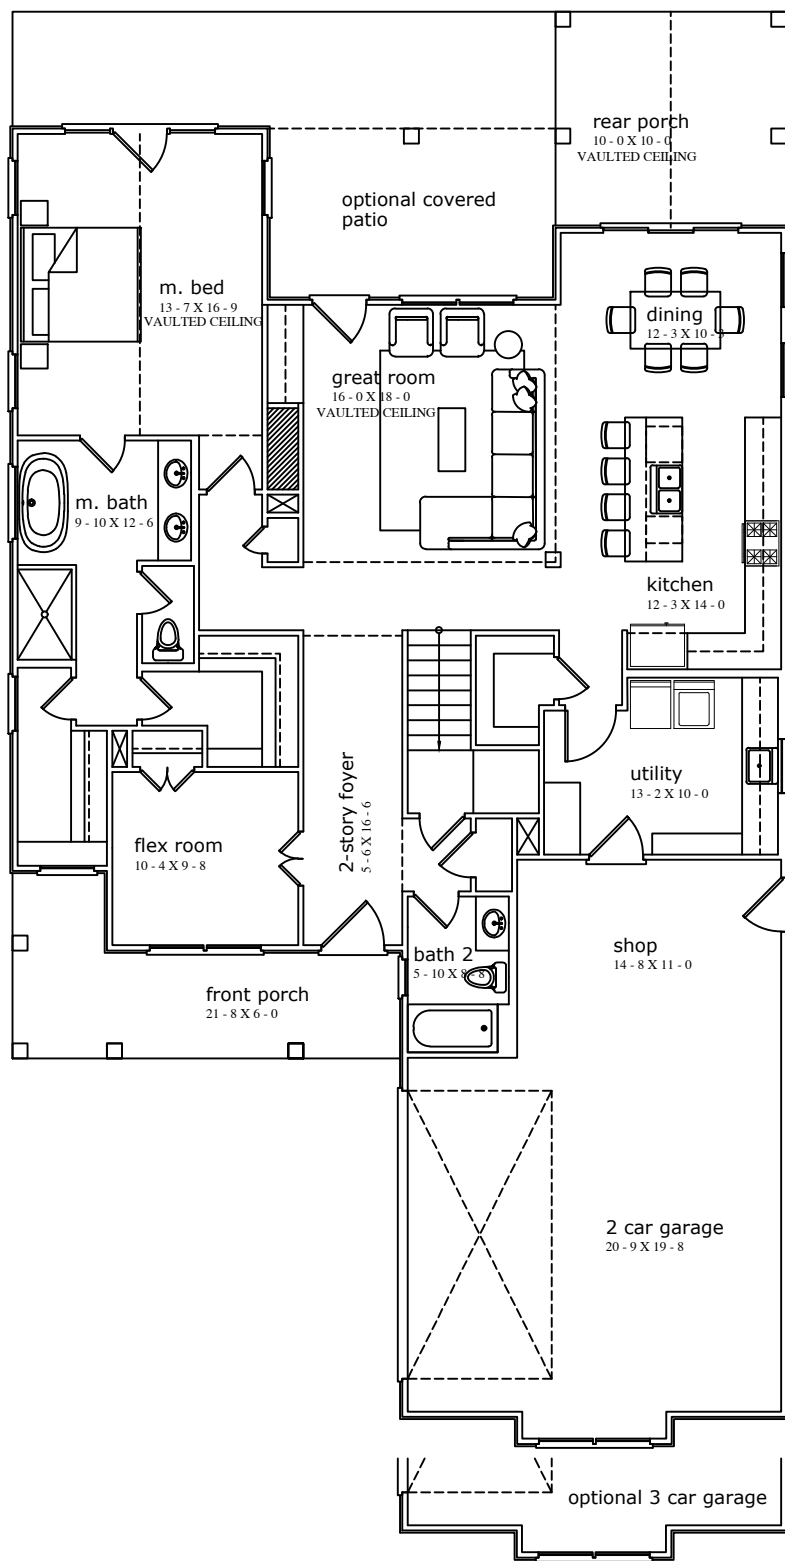 rear porch
10 - 0 X 10 - 0
VAULTED CEILING
optional covered
patio
m. bed
13 - 7 X 16 - 9
VAULTED CEILING
dining
12 - 3 X 10 - 3
great room
16 - 0 X 18 - 0
VAULTED CEILING
m. bath
9 - 10 X 12 - 6
kitchen
12 - 3 X 14 - 0
2-story foyer
5 - 6 X 16 - 6
utility
13 - 2 X 10 - 0
flex room
10 - 4 X 9 - 8
bath 2
5 - 10 X 8 - 8
shop
14 - 8 X 11 - 0
front porch
21 - 8 X 6 - 0
2 car garage
20 - 9 X 19 - 8
optional 3 car garage